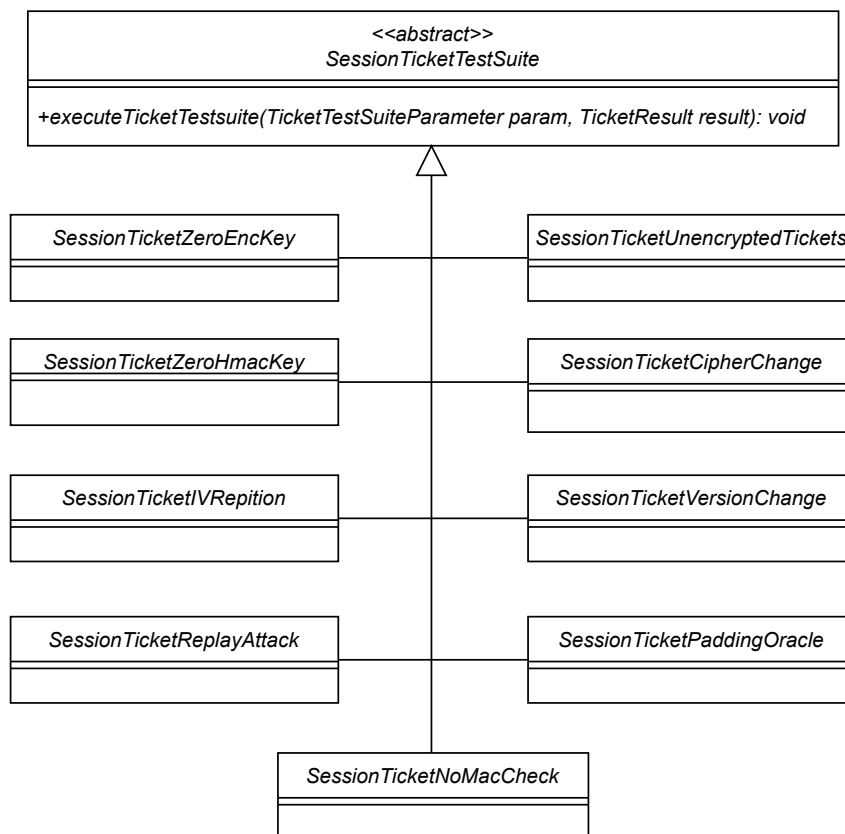 <<abstract>>
SessionTicketTestSuite
+executeTicketTestsuite(TicketTestSuiteParameter param, TicketResult result): void
SessionTicketZeroEncKey
SessionTicketUnencryptedTickets
SessionTicketZeroHmacKey
SessionTicketCipherChange
SessionTicketIVRepition
SessionTicketVersionChange
SessionTicketReplayAttack
SessionTicketPaddingOracle
SessionTicketNoMacCheck